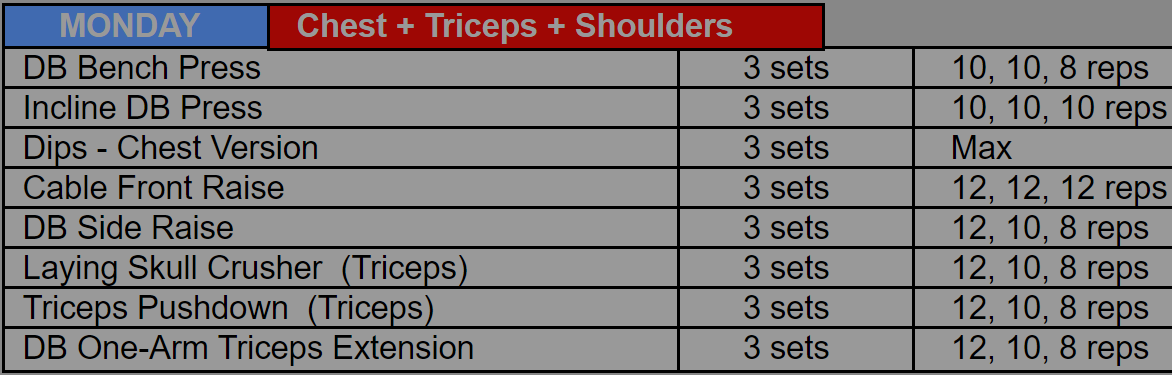 MONDAY Chest + Triceps + Shoulders
DB Bench Press 3 sets 10, 10, 8 reps
Incline DB Press 3 sets 10, 10, 10 reps
Dips - Chest Version 3 sets Max
Cable Front Raise 3 sets 12, 12, 12 reps
DB Side Raise 3 sets 12, 10, 8 reps
Laying Skull Crusher (Triceps) 3 sets 12, 10, 8 reps
Triceps Pushdown (Triceps) 3 sets 12, 10, 8 reps
DB One-Arm Triceps Extension 3 sets 12, 10, 8 reps